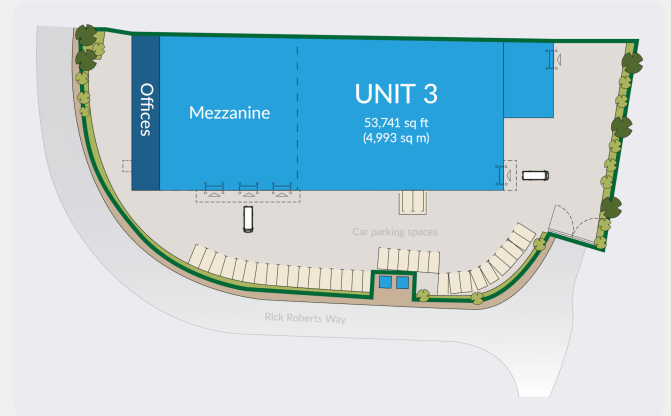 Offices
Mezzanine
UNIT 3
53,741 sq ft
(4,993 sq m)
Car parking spaces
Rick Roberts Way